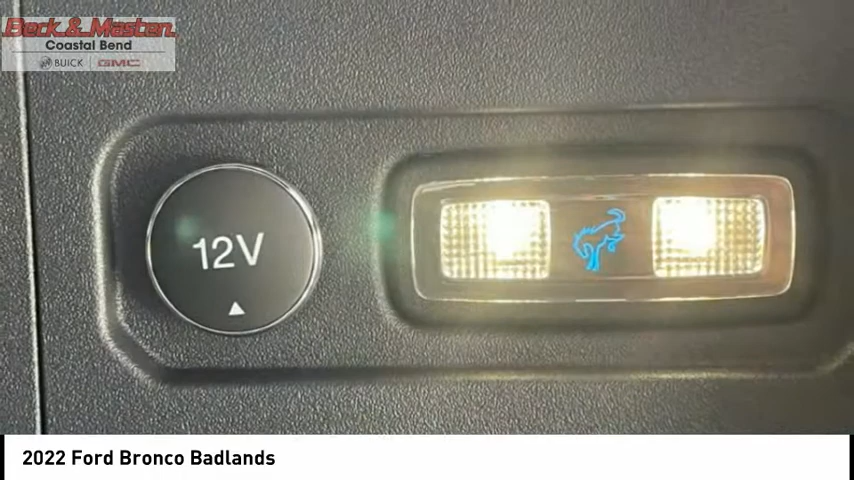 Beck & Masten
Coastal Bend
BUICK | GMC
12V
2022 Ford Bronco Badlands